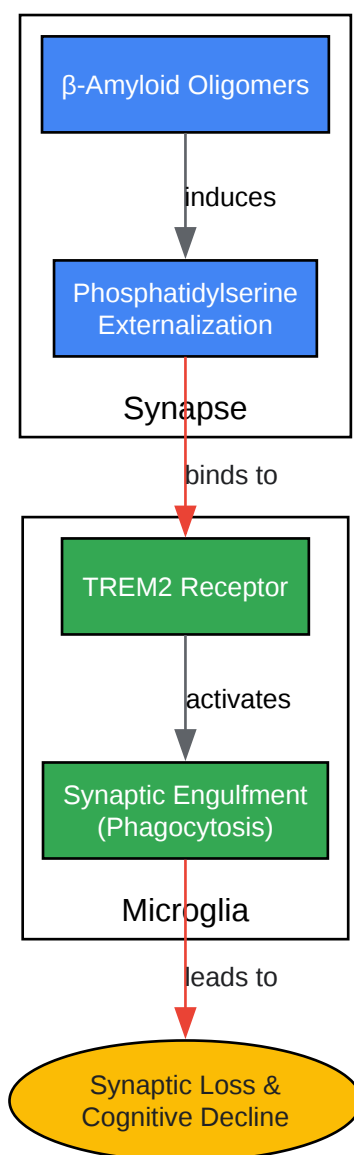 β-Amyloid Oligomers
induces
Phosphatidylserine
Externalization
Synapse
binds to
TREM2 Receptor
activates
Synaptic Engulfment
(Phagocytosis)
Microglia
leads to
Synaptic Loss &
Cognitive Decline